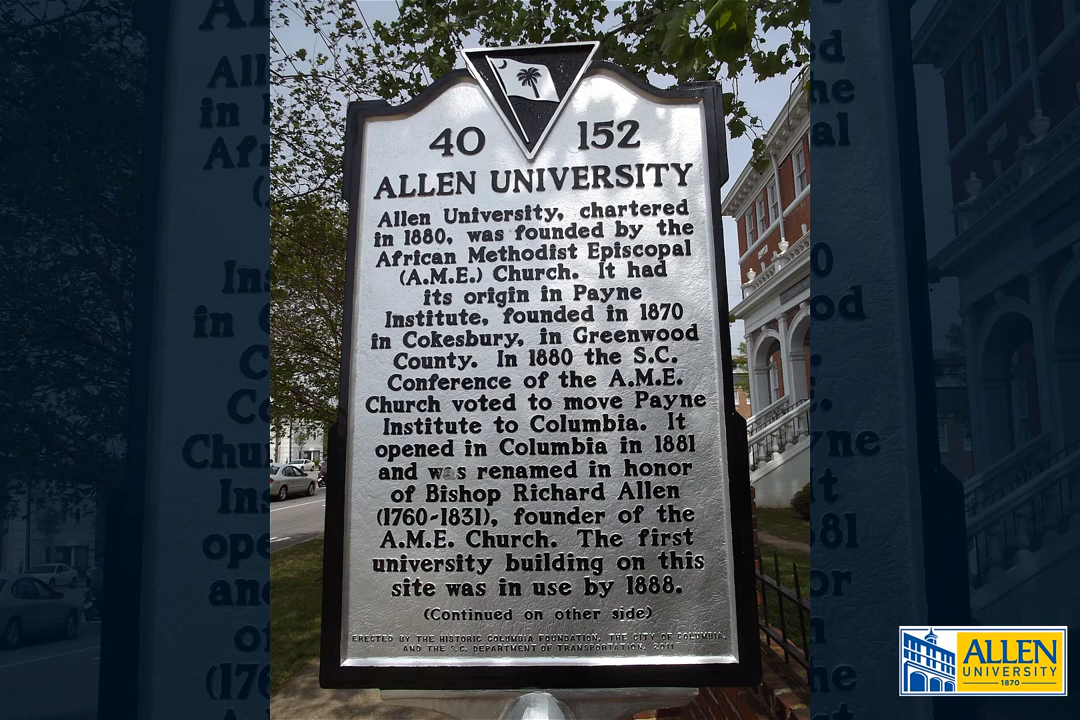 40 152
ALLEN UNIVERSITY
Allen University, chartered
in 1880, was founded by the
African Methodist Episcopal
(A.M.E.) Church. It had
its origin in Payne
Institute, founded in 1870
in Cokesbury, in Greenwood
County. In 1880 the S.C.
Conference of the A.M.E.
Church voted to move Payne
Institute to Columbia. It
opened in Columbia in 1881
and was renamed in honor
of Bishop Richard Allen
(1760-1831), founder of the
A.M.E. Church. The first
university building on this
site was in use by 1888.
(Continued on other side)
ERECTED BY THE HISTORIC COLUMBIA FOUNDATION, THE CITY OF COLUMBIA,
AND THE S.C. DEPARTMENT OF TRANSPORTATION, 2011
ALLEN
UNIVERSITY
1870